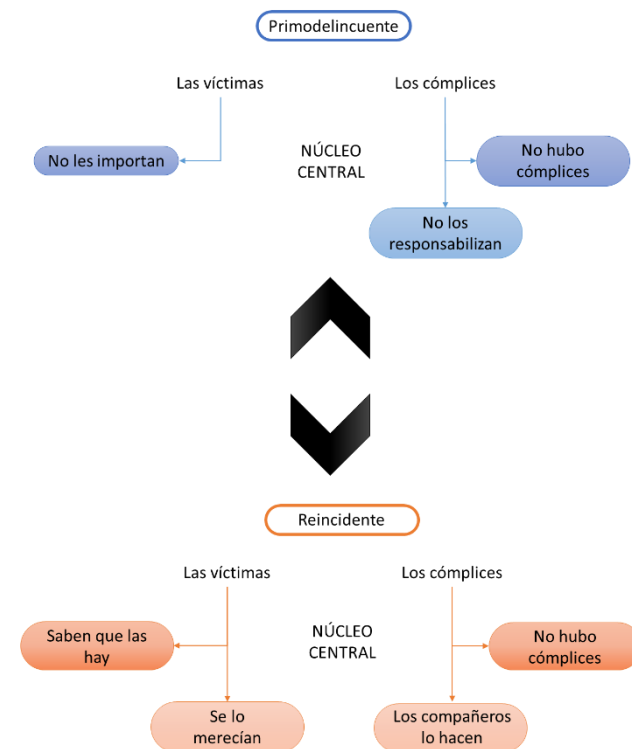 Primodelincuente
Las víctimas
Los cómplices
No les importan
NÚCLEO
CENTRAL
No hubo
cómplices
No los
responsabilizan
Reincidente
Las víctimas
Los cómplices
Saben que las
hay
NÚCLEO
CENTRAL
No hubo
cómplices
Se lo
merecían
Los compañeros
lo hacen